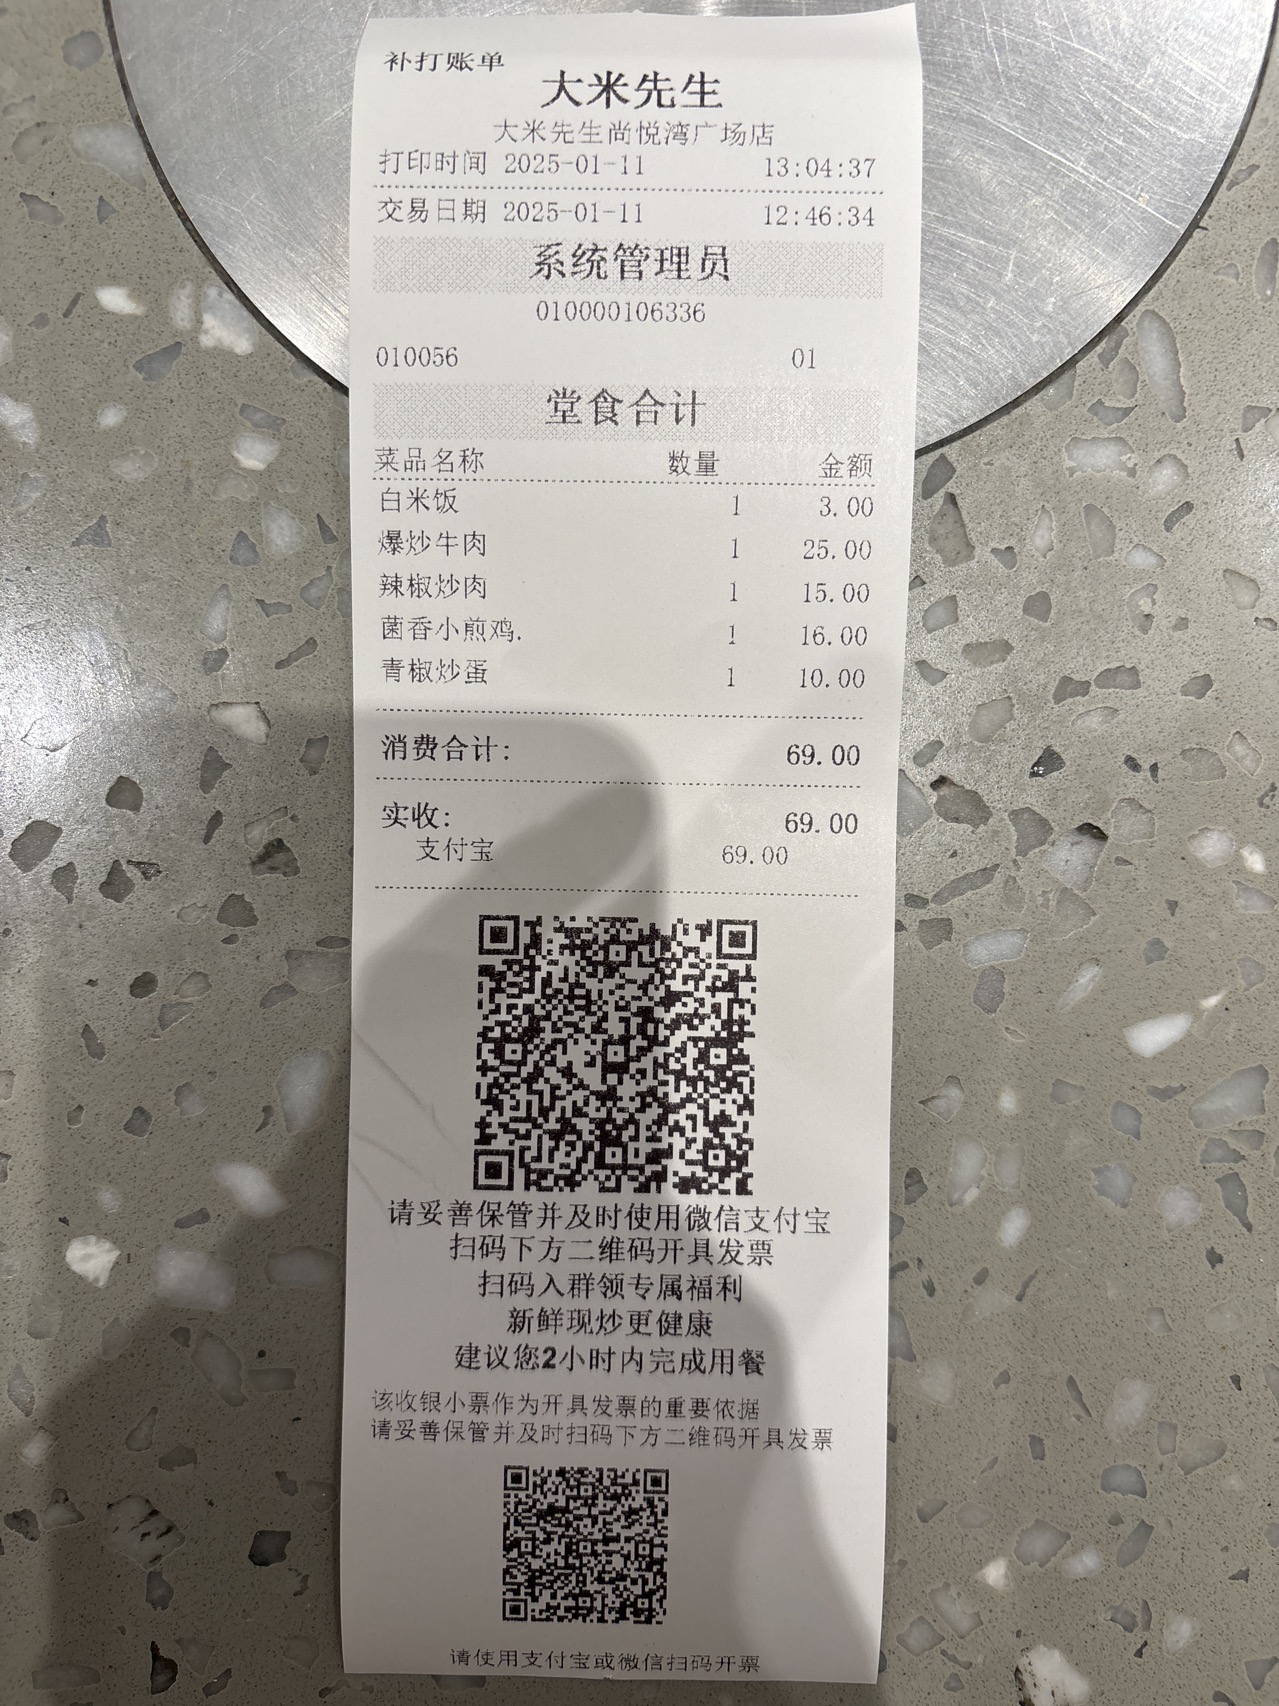 补打账单
大米先生
大米先生尚悦湾广场店
打印时间 2025-01-11 13:04:37
交易日期 2025-01-11 12:46:34
系统管理员
010000106336
010056 01
堂食合计
菜品名称 数量 金额
白米饭 1 3.00
爆炒牛肉 1 25.00
辣椒炒肉 1 15.00
菌香小煎鸡. 1 16.00
青椒炒蛋 1 10.00
消费合计: 69.00
实收: 69.00
支付宝 69.00
请妥善保管并及时使用微信支付宝
扫码下方二维码开具发票
扫码入群领专属福利
新鲜现炒更健康
建议您2小时内完成用餐
该收银小票作为开具发票的重要依据
请妥善保管并及时扫码下方二维码开具发票
请使用支付宝或微信扫码开票